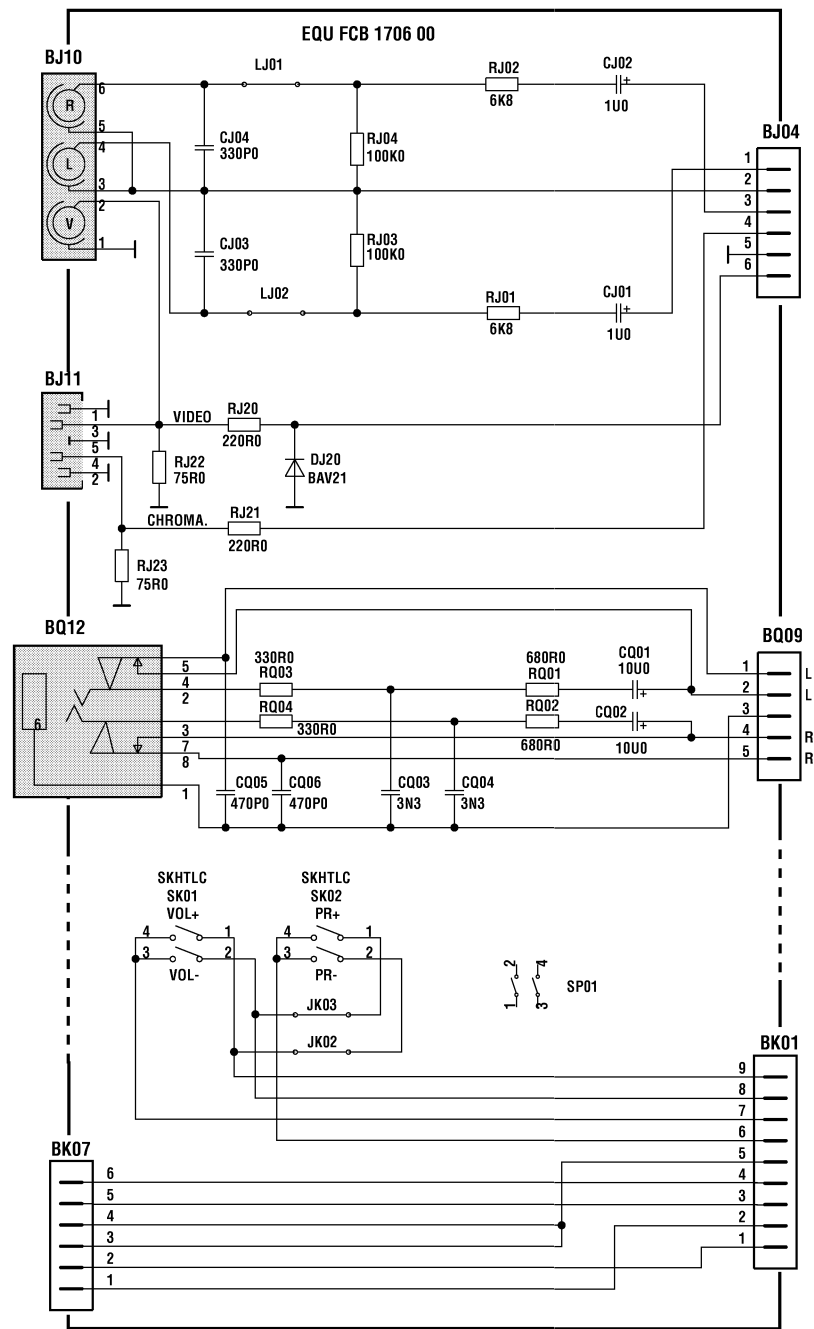 EQU FCB 1706 00
BJ10
LJ01
RJ02
CJ02
6
6K8
1U0
R
5
4
CJ04
330P0
RJ04
100K0
BJ04
L
1
3
2
2
3
V
4
CJ03
330P0
RJ03
100K0
1
5
6
LJ02
RJ01
CJ01
6K8
1U0
BJ11
1
VIDEO
RJ20
3
220R0
5
4
2
RJ22
75R0
DJ20
BAV21
CHROMA.
RJ21
220R0
RJ23
75R0
BQ12
BQ09
330R0
RQ03
680R0
RQ01
CQ01
10U0
5
1 L
4
2 L
2
RQ04
RQ02
CQ02
3
6
3
330R0
680R0
10U0
4 R
7
5 R
8
1
CQ05
470P0
CQ06
470P0
CQ03
3N3
CQ04
3N3
SKHTLC
SK01
VOL+
SKHTLC
SK02
PR+
4 1
4 1
3 2
3 2
VOL-
PR-
2 4
SP01
1 3
JK03
JK02
BK01
9
8
7
6
BK07
5
6
4
5
3
4
2
3
1
2
1